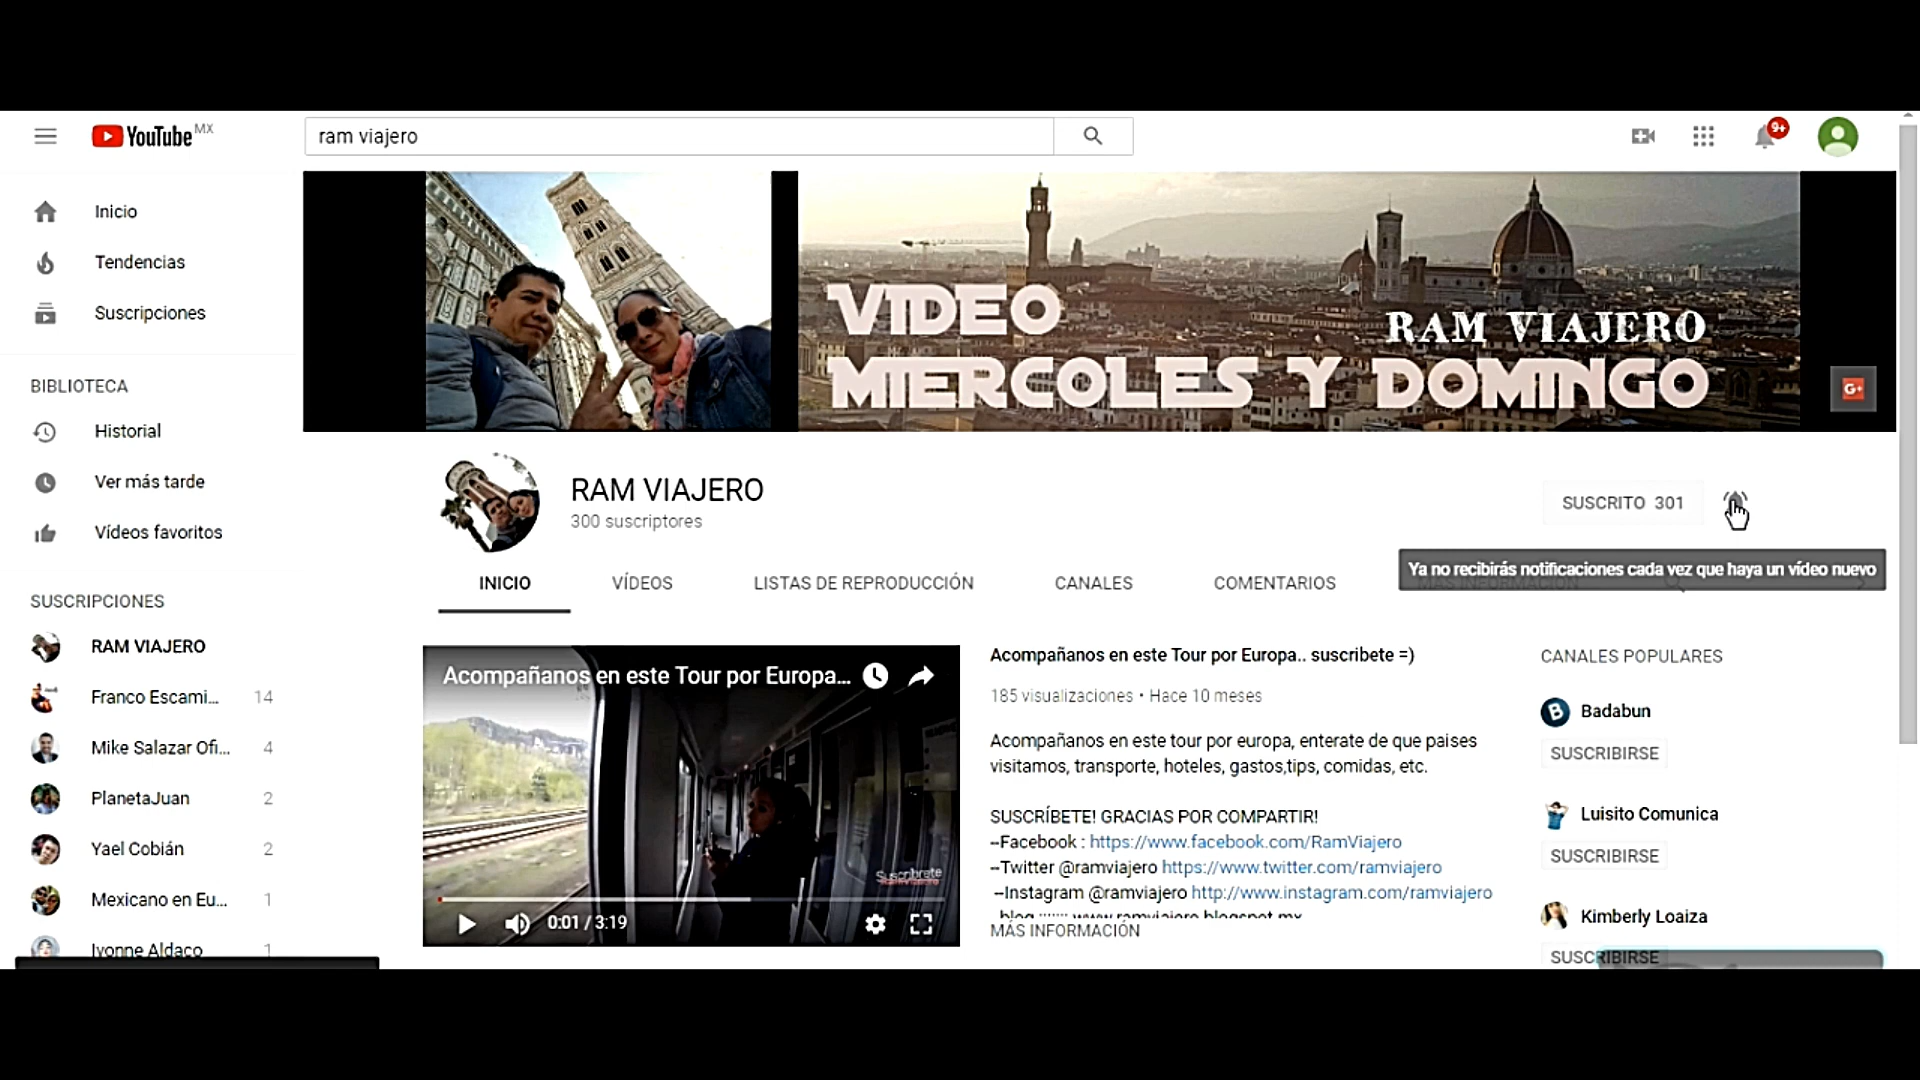 YouTube MX
ram viajero
9+
Inicio
Tendencias
Suscripciones
BIBLIOTECA
Historial
Ver más tarde
Vídeos favoritos
SUSCRIPCIONES
RAM VIAJERO
Franco Escami... 14
Mike Salazar Ofi... 4
PlanetaJuan 2
Yael Cobián 2
Mexicano en Eu... 1
Ivonne Aldaco 1
VIDEO
RAM VIAJERO
MIERCOLES Y DOMINGO
G+
RAM VIAJERO
300 suscriptores
SUSCRITO 301
Ya no recibirás notificaciones cada vez que haya un vídeo nuevo
INICIO
VÍDEOS
LISTAS DE REPRODUCCIÓN
CANALES
COMENTARIOS
MÁS INFORMACIÓN
Acompañanos en este Tour por Europa...
Suscribrete
RamViajero
0:01 / 3:19
Acompañanos en este Tour por Europa.. suscribete =)
185 visualizaciones • Hace 10 meses
Acompañanos en este tour por europa, enterate de que paises
visitamos, transporte, hoteles, gastos,tips, comidas, etc.
SUSCRÍBETE! GRACIAS POR COMPARTIR!
--Facebook : https://www.facebook.com/RamViajero
--Twitter @ramviajero https://www.twitter.com/ramviajero
--Instagram @ramviajero http://www.instagram.com/ramviajero
MÁS INFORMACIÓN
CANALES POPULARES
B
Badabun
SUSCRIBIRSE
Luisito Comunica
SUSCRIBIRSE
Kimberly Loaiza
SUSCRIBIRSE